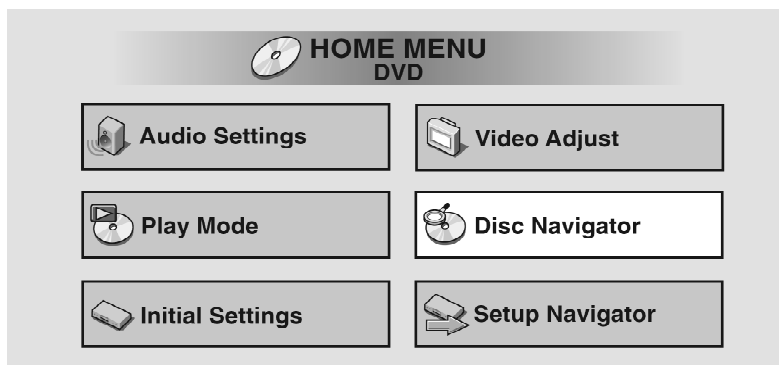 HOME MENU
DVD
Audio Settings
Video Adjust
Play Mode
Disc Navigator
Initial Settings
Setup Navigator